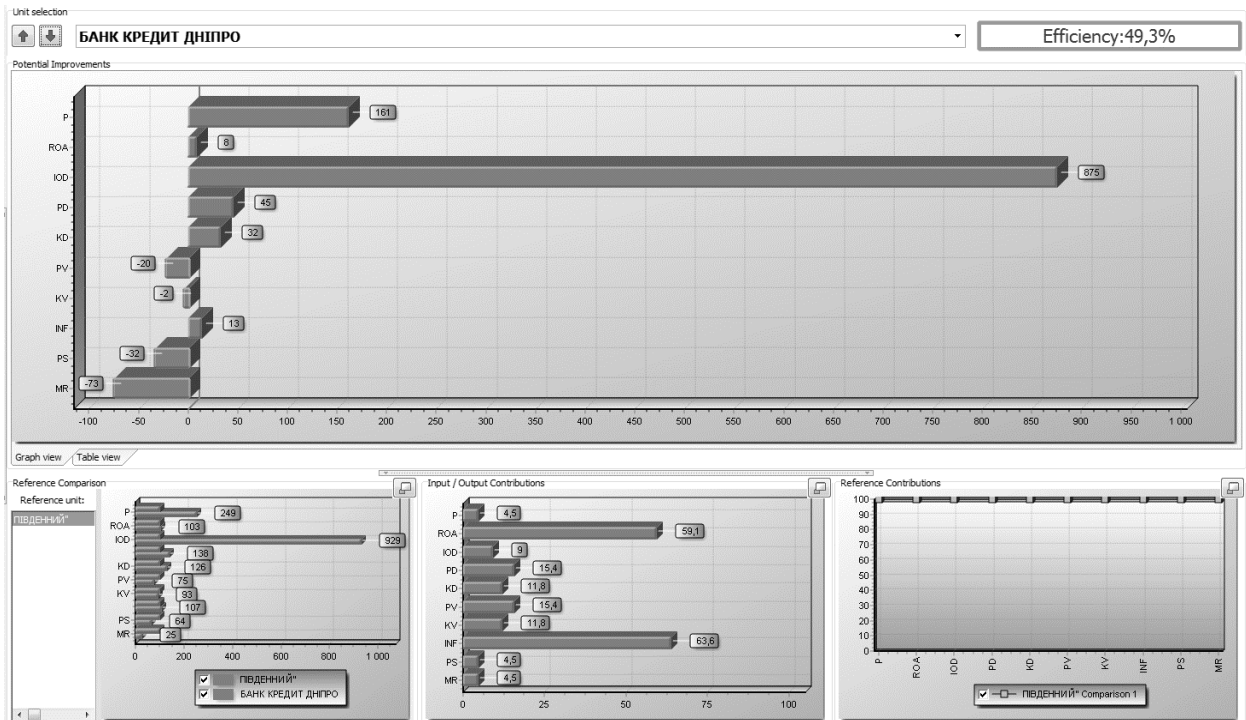 Unit selection
БАНК КРЕДИТ ДНІПРО
Efficiency:49,3%
Potential Improvements
P
161
ROA
8
IOD
875
PD
45
KD
32
PV
-20
KV
-2
INF
13
PS
-32
MR
-73
-100 -50 0 50 100 150 200 250 300 350 400 450 500 550 600 650 700 750 800 850 900 950 1 000
Graph view Table view
Reference Comparison
Reference unit:
ПІВДЕННИЙ"
P
249
ROA
103
IOD
929
138
KD
126
PV
75
KV
93
107
PS
64
MR
25
0 200 400 600 800 1 000
ПІВДЕННИЙ"
БАНК КРЕДИТ ДНІПРО
Input / Output Contributions
P
4,5
ROA
59,1
IOD
9
PD
15,4
KD
11,8
PV
15,4
KV
11,8
INF
63,6
PS
4,5
MR
4,5
0 25 50 75 100
Reference Contributions
100
90
80
70
60
50
40
30
20
10
0
P ROA IOD PD KD PV KV INF PS MR
ПІВДЕННИЙ" Comparison 1